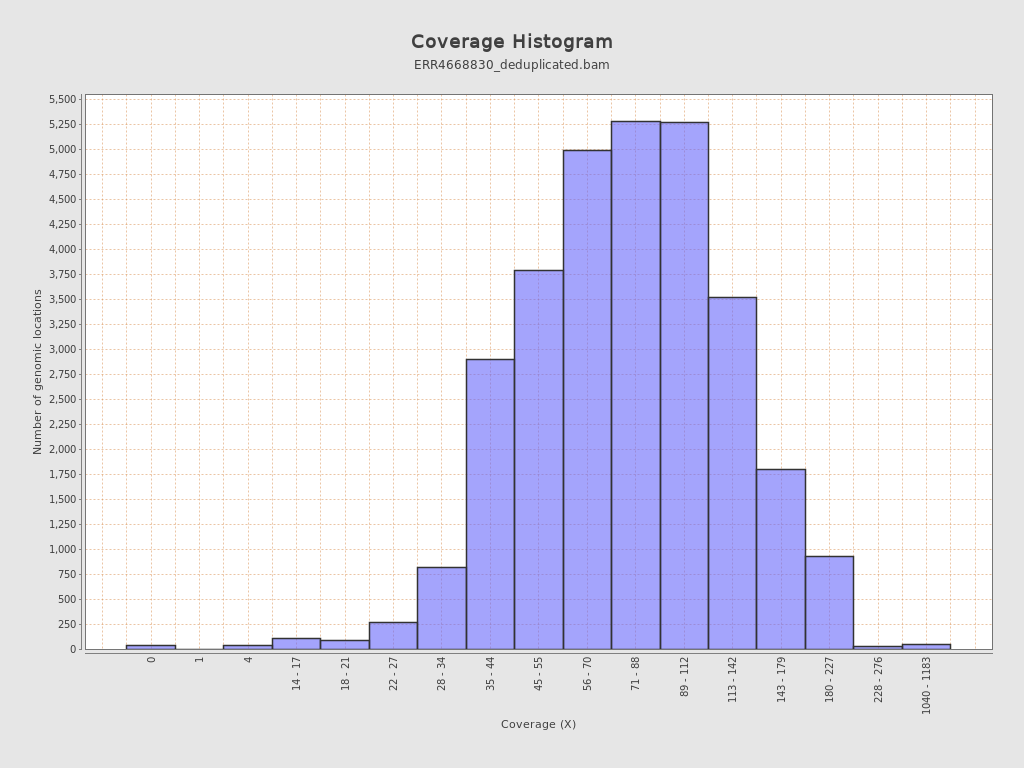 Coverage Histogram
ERR4668830_deduplicated.bam
5,500
5,250
5,000
4,750
4,500
4,250
4,000
3,750
3,500
3,250
3,000
2,750
2,500
2,250
2,000
1,750
1,500
1,250
1,000
750
500
250
0
Number of genomic locations
0
1
4
14 - 17
18 - 21
22 - 27
28 - 34
35 - 44
45 - 55
56 - 70
71 - 88
89 - 112
113 - 142
143 - 179
180 - 227
228 - 276
1040 - 1183
Coverage (X)